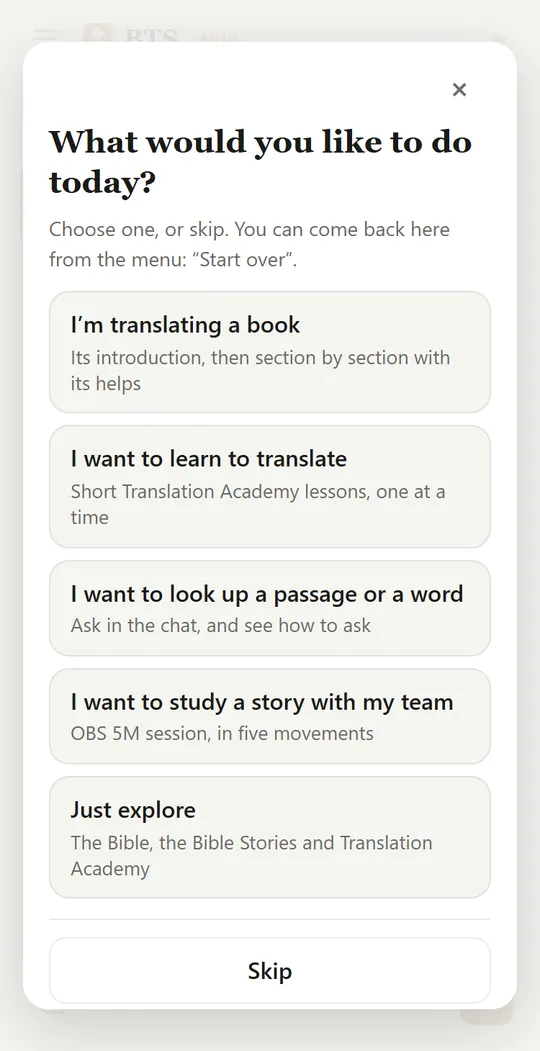 BTS
×
What would you like to do
today?
Choose one, or skip. You can come back here
from the menu: “Start over”.
I’m translating a book
Its introduction, then section by section with
its helps
I want to learn to translate
Short Translation Academy lessons, one at a
time
I want to look up a passage or a word
Ask in the chat, and see how to ask
I want to study a story with my team
OBS 5M session, in five movements
Just explore
The Bible, the Bible Stories and Translation
Academy
Skip